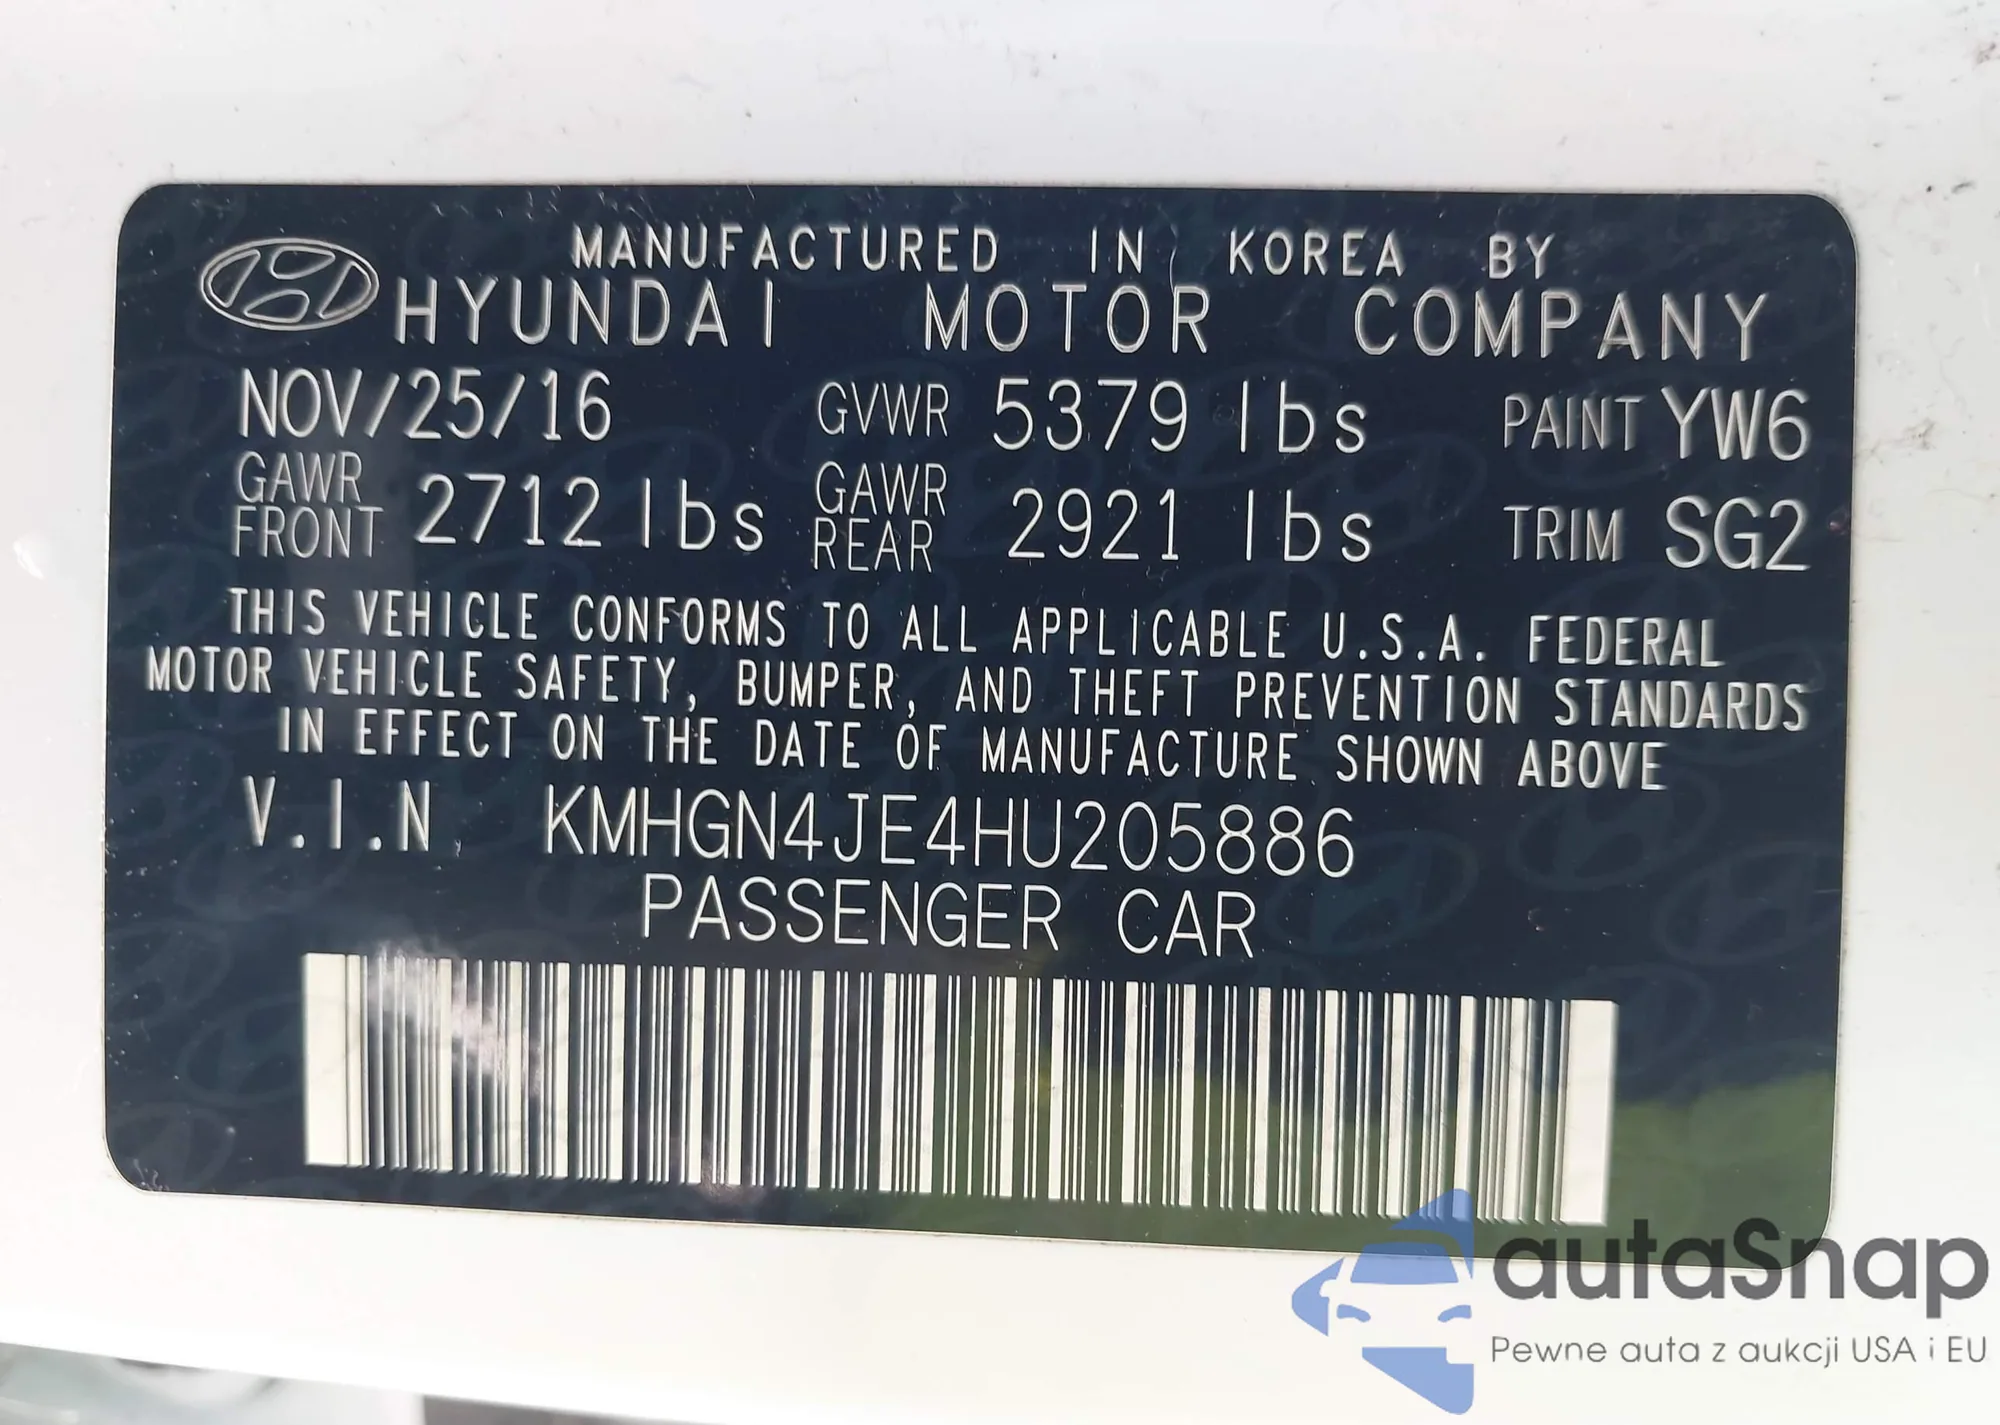 MANUFACTURED IN KOREA BY
HYUNDAI MOTOR COMPANY
NOV/25/16 GVWR 5379 lbs PAINT YW6
GAWR FRONT 2712 lbs GAWR REAR 2921 lbs TRIM SG2
THIS VEHICLE CONFORMS TO ALL APPLICABLE U.S.A. FEDERAL
MOTOR VEHICLE SAFETY, BUMPER, AND THEFT PREVENTION STANDARDS
IN EFFECT ON THE DATE OF MANUFACTURE SHOWN ABOVE
V.I.N. KMHGN4JE4HU205886
PASSENGER CAR
autaSnap
Pewne auta z aukcji USA i EU